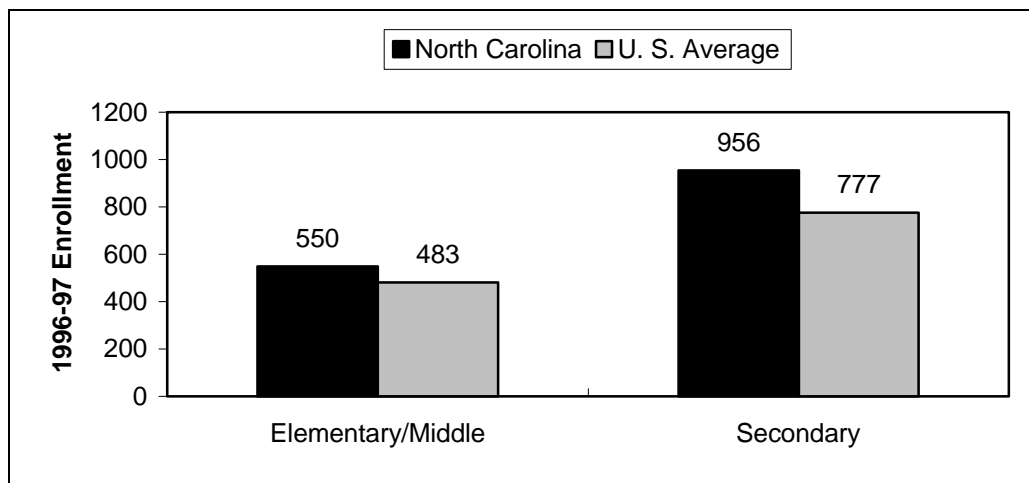 North Carolina U. S. Average
1996-97 Enrollment
1200
1000
800
600
400
200
0
550
483
956
777
Elementary/Middle
Secondary